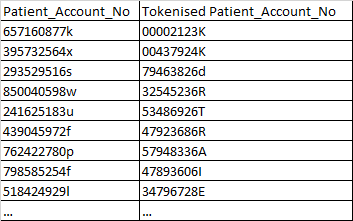 Patient_Account_No Tokenised Patient_Account_No
657160877k 00002123K
395732564x 00437924K
293529516s 79463826d
850040598w 32545236R
241625183u 53486926T
439045972f 47923686R
762422780p 57948336A
798585254f 47893606I
518424929l 34796728E
... ...